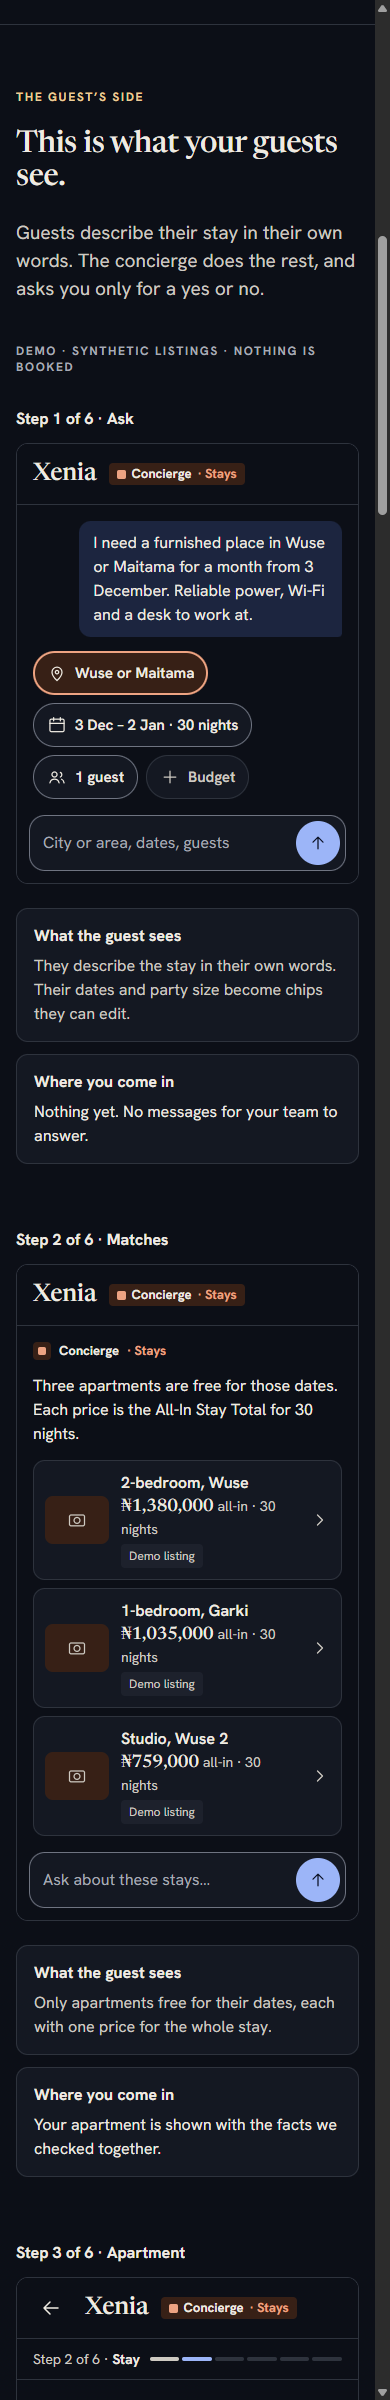 THE GUEST’S SIDE
This is what your guests
see.
Guests describe their stay in their own
words. The concierge does the rest, and
asks you only for a yes or no.
DEMO · SYNTHETIC LISTINGS · NOTHING IS
BOOKED
Step 1 of 6 · Ask
Xenia Concierge · Stays
I need a furnished place in Wuse
or Maitama for a month from 3
December. Reliable power, Wi-Fi
and a desk to work at.
Wuse or Maitama
3 Dec – 2 Jan · 30 nights
1 guest Budget
City or area, dates, guests
What the guest sees
They describe the stay in their own words.
Their dates and party size become chips
they can edit.
Where you come in
Nothing yet. No messages for your team to
answer.
Step 2 of 6 · Matches
Xenia Concierge · Stays
Concierge · Stays
Three apartments are free for those dates.
Each price is the All-In Stay Total for 30
nights.
2-bedroom, Wuse
₦1,380,000 all-in · 30
nights
Demo listing
1-bedroom, Garki
₦1,035,000 all-in · 30
nights
Demo listing
Studio, Wuse 2
₦759,000 all-in · 30
nights
Demo listing
Ask about these stays...
What the guest sees
Only apartments free for their dates, each
with one price for the whole stay.
Where you come in
Your apartment is shown with the facts we
checked together.
Step 3 of 6 · Apartment
Xenia Concierge · Stays
Step 2 of 6 · Stay